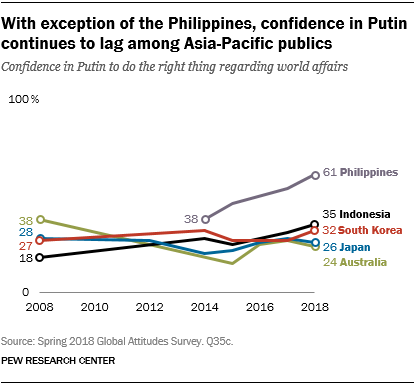 With exception of the Philippines, confidence in Putin
continues to lag among Asia-Pacific publics
Confidence in Putin to do the right thing regarding world affairs
100 %
61 Philippines
38
38
35 Indonesia
28
32 South Korea
27
26 Japan
18
24 Australia
0
2008 2010 2012 2014 2016 2018
Source: Spring 2018 Global Attitudes Survey. Q35c.
PEW RESEARCH CENTER